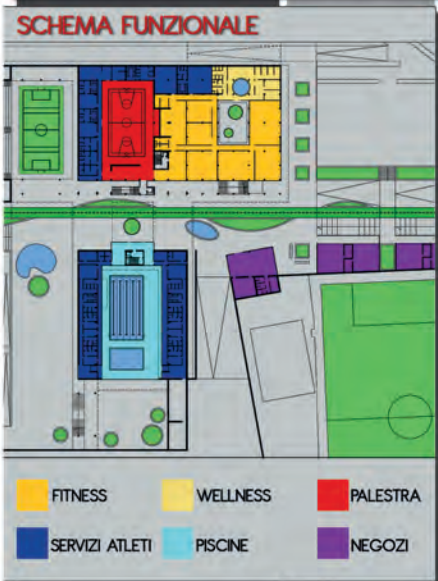 SCHEMA FUNZIONALE
FITNESS WELLNESS PALESTRA
SERVIZI ATLETI PISCINE NEGOZI